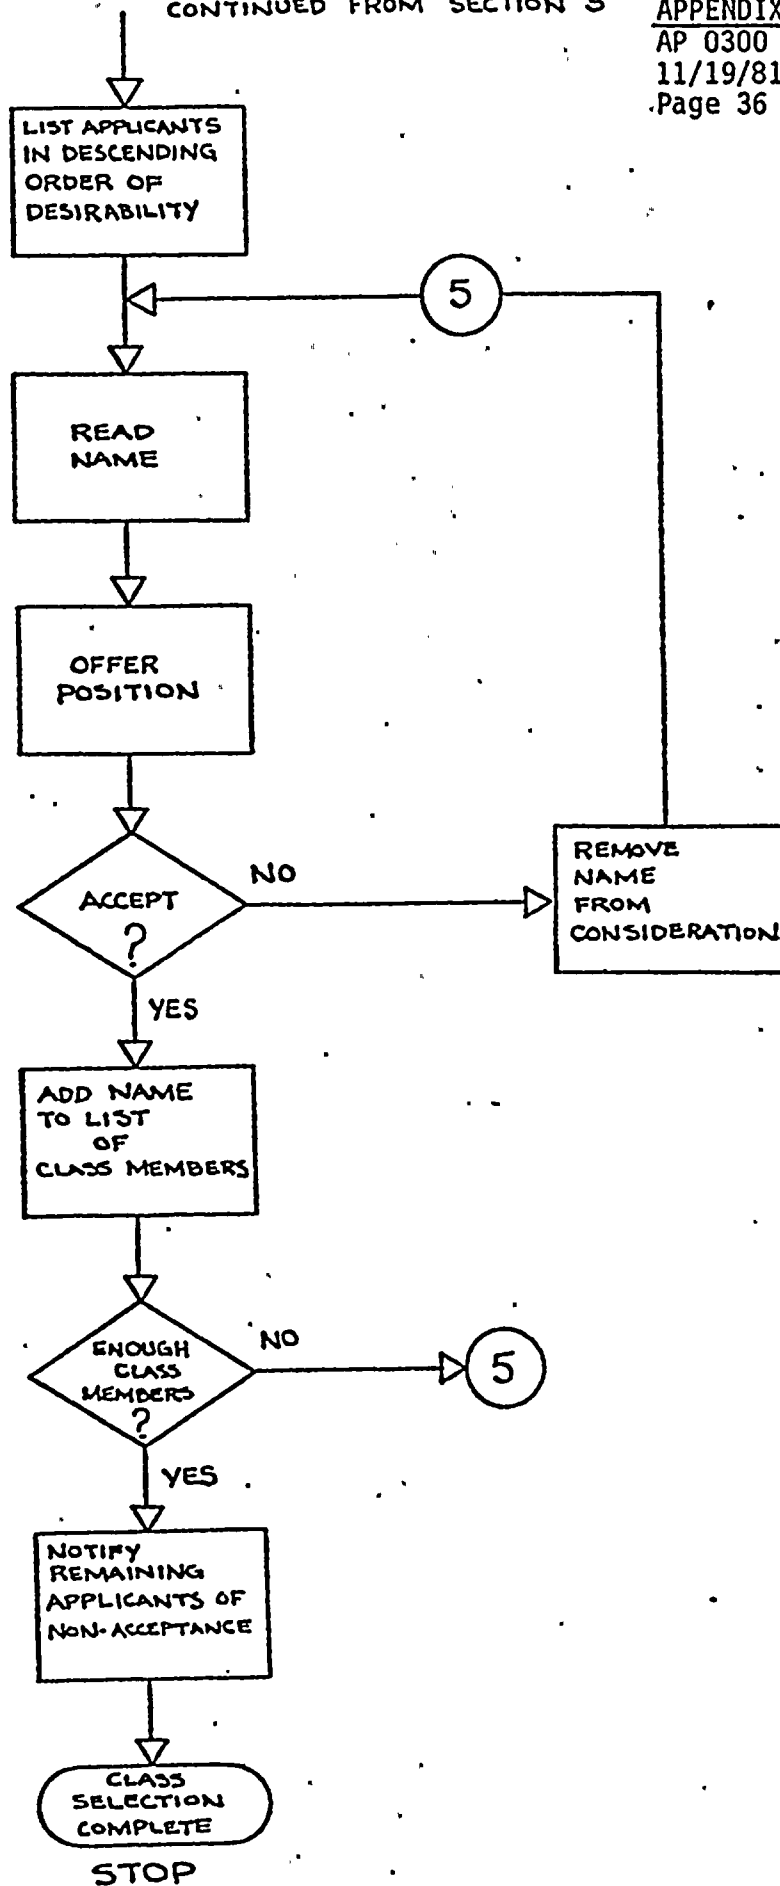 CONTINUED FROM SECTION 3
APPENDIX
AP 0300
11/19/81
Page 36
LIST APPLICANTS
IN DESCENDING
ORDER OF
DESIRABILITY
5
READ
NAME
OFFER
POSITION
ACCEPT
?
NO
REMOVE
NAME
FROM
CONSIDERATION
YES
ADD NAME
TO LIST
OF
CLASS MEMBERS
ENOUGH
CLASS
MEMBERS
?
NO
5
YES
NOTIFY
REMAINING
APPLICANTS OF
NON-ACCEPTANCE
CLASS
SELECTION
COMPLETE
STOP